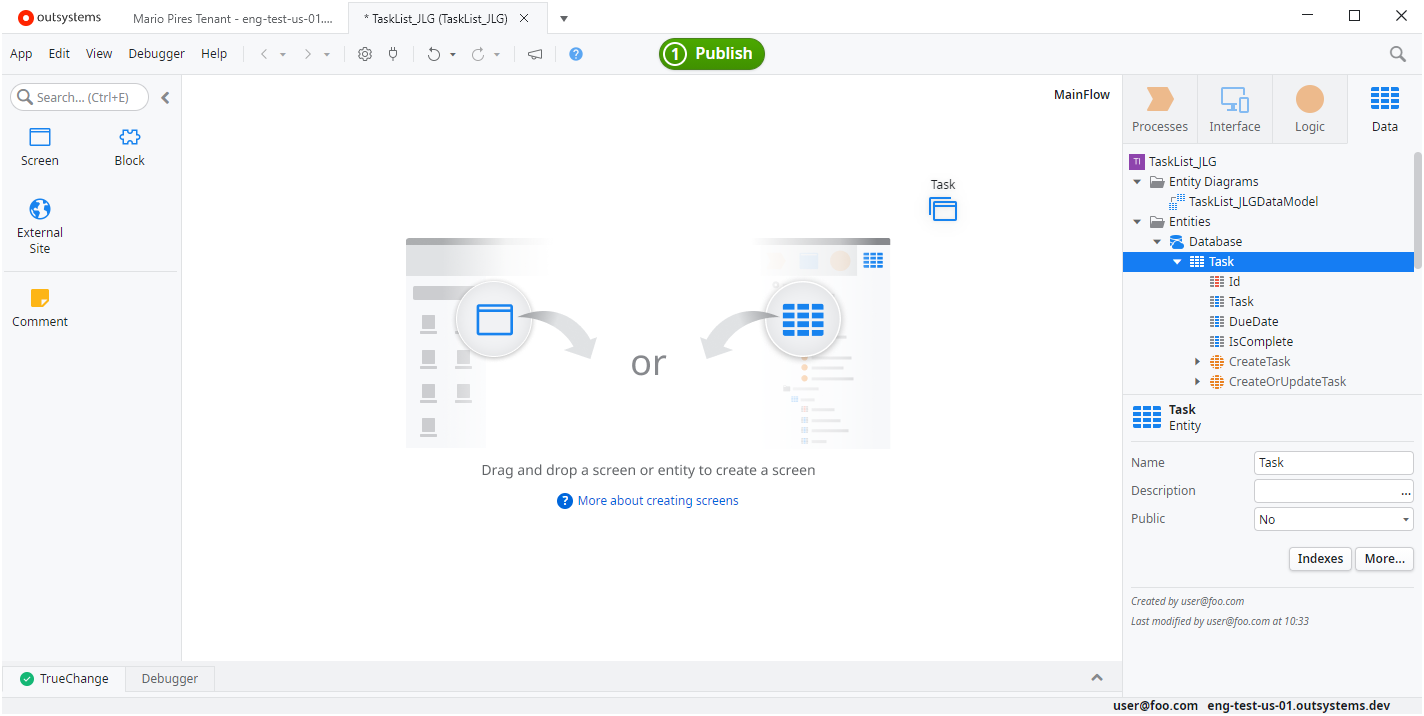 outsystems
Mario Pires Tenant - eng-test-us-01....
* TaskList_JLG (TaskList_JLG)
App Edit View Debugger Help
1 Publish
Search... (Ctrl+E)
Screen
Block
External
Site
Comment
MainFlow
Task
or
Drag and drop a screen or entity to create a screen
? More about creating screens
Processes
Interface
Logic
Data
TI TaskList_JLG
Entity Diagrams
TaskList_JLGDataModel
Entities
Database
Task
Id
Task
DueDate
IsComplete
CreateTask
CreateOrUpdateTask
Task
Entity
Name Task
Description ...
Public No
Indexes More...
Created by user@foo.com
Last modified by user@foo.com at 10:33
TrueChange
Debugger
user@foo.com eng-test-us-01.outsystems.dev